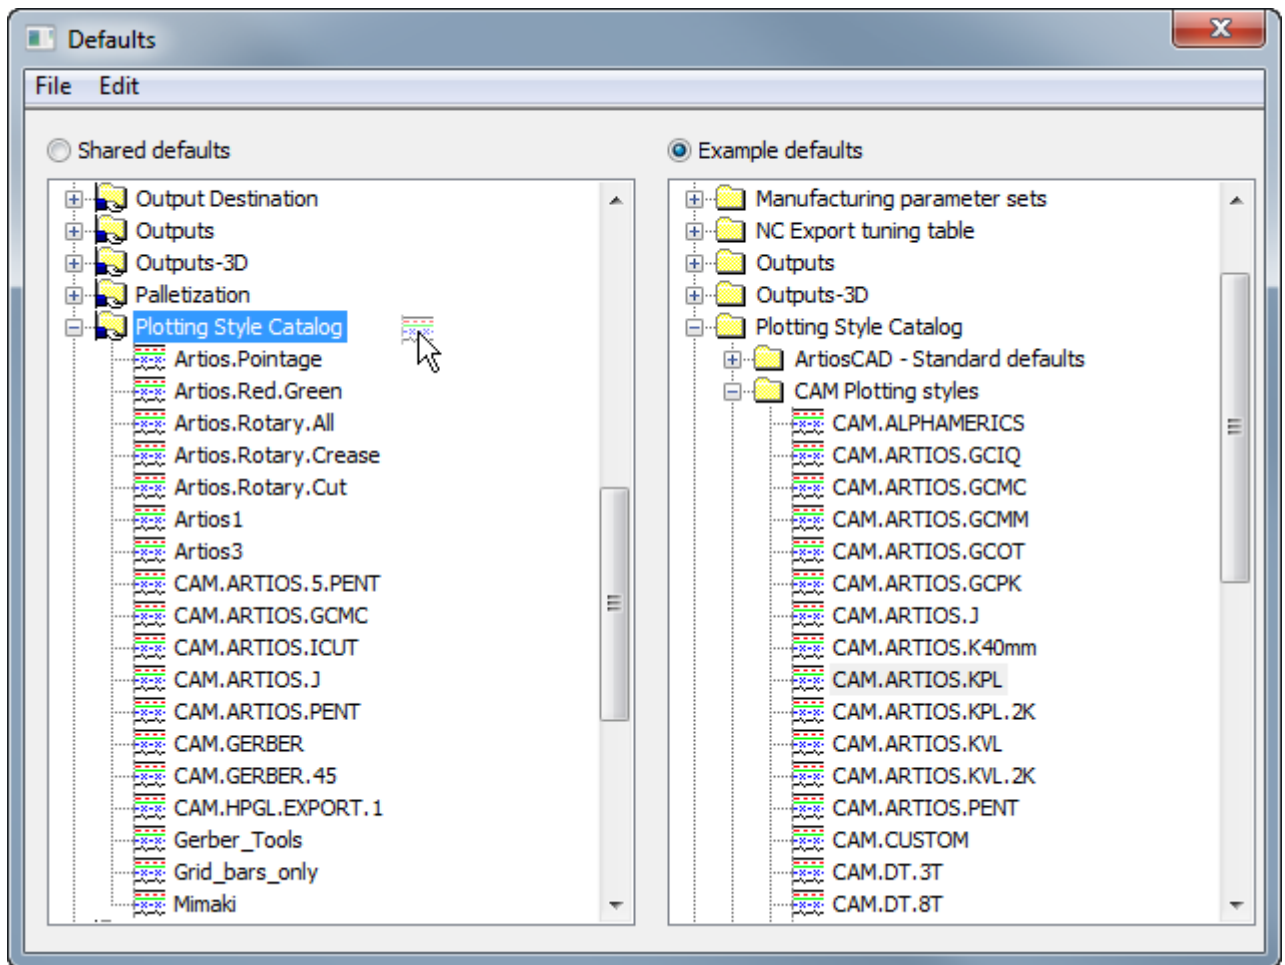 Defaults
File Edit
Shared defaults
Output Destination
Outputs
Outputs-3D
Palletization
Plotting Style Catalog
Artios.Pointage
Artios.Red.Green
Artios.Rotary.All
Artios.Rotary.Crease
Artios.Rotary.Cut
Artios1
Artios3
CAM.ARTIOS.5.PENT
CAM.ARTIOS.GCMC
CAM.ARTIOS.ICUT
CAM.ARTIOS.J
CAM.ARTIOS.PENT
CAM.GERBER
CAM.GERBER.45
CAM.HPGL.EXPORT.1
Gerber_Tools
Grid_bars_only
Mimaki
Example defaults
Manufacturing parameter sets
NC Export tuning table
Outputs
Outputs-3D
Plotting Style Catalog
ArtiosCAD - Standard defaults
CAM Plotting styles
CAM.ALPHAMERICS
CAM.ARTIOS.GCIQ
CAM.ARTIOS.GCMC
CAM.ARTIOS.GCMM
CAM.ARTIOS.GCOT
CAM.ARTIOS.GCPK
CAM.ARTIOS.J
CAM.ARTIOS.K40mm
CAM.ARTIOS.KPL
CAM.ARTIOS.KPL.2K
CAM.ARTIOS.KVL
CAM.ARTIOS.KVL.2K
CAM.ARTIOS.PENT
CAM.CUSTOM
CAM.DT.3T
CAM.DT.8T